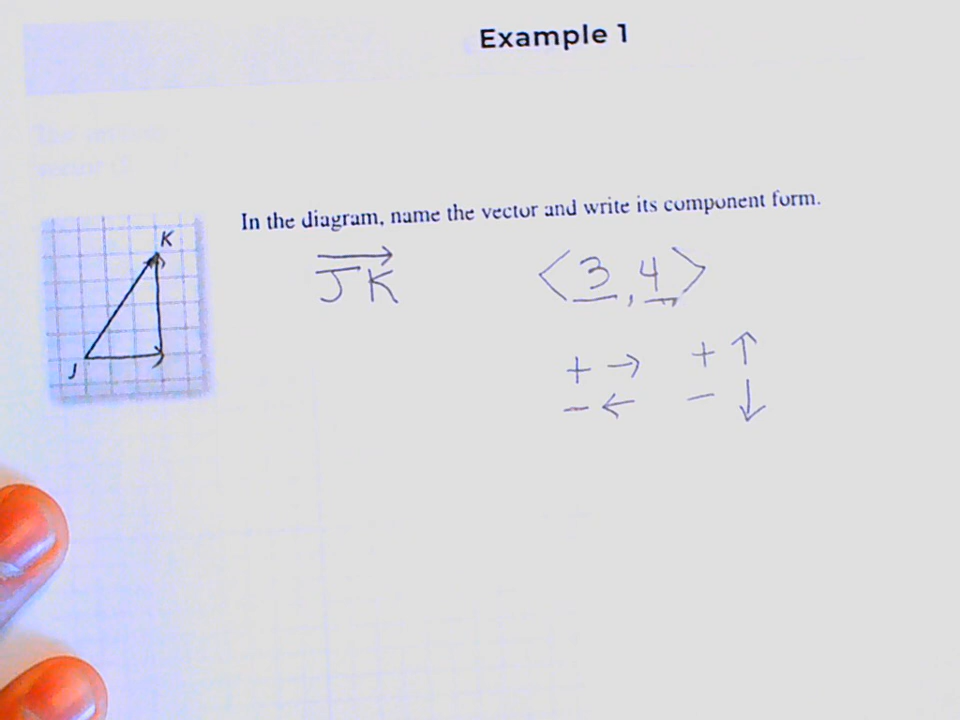 Example 1
In the diagram, name the vector and write its component form.
K
J
JK
<3, 4>
+ → + ↑
- ← - ↓